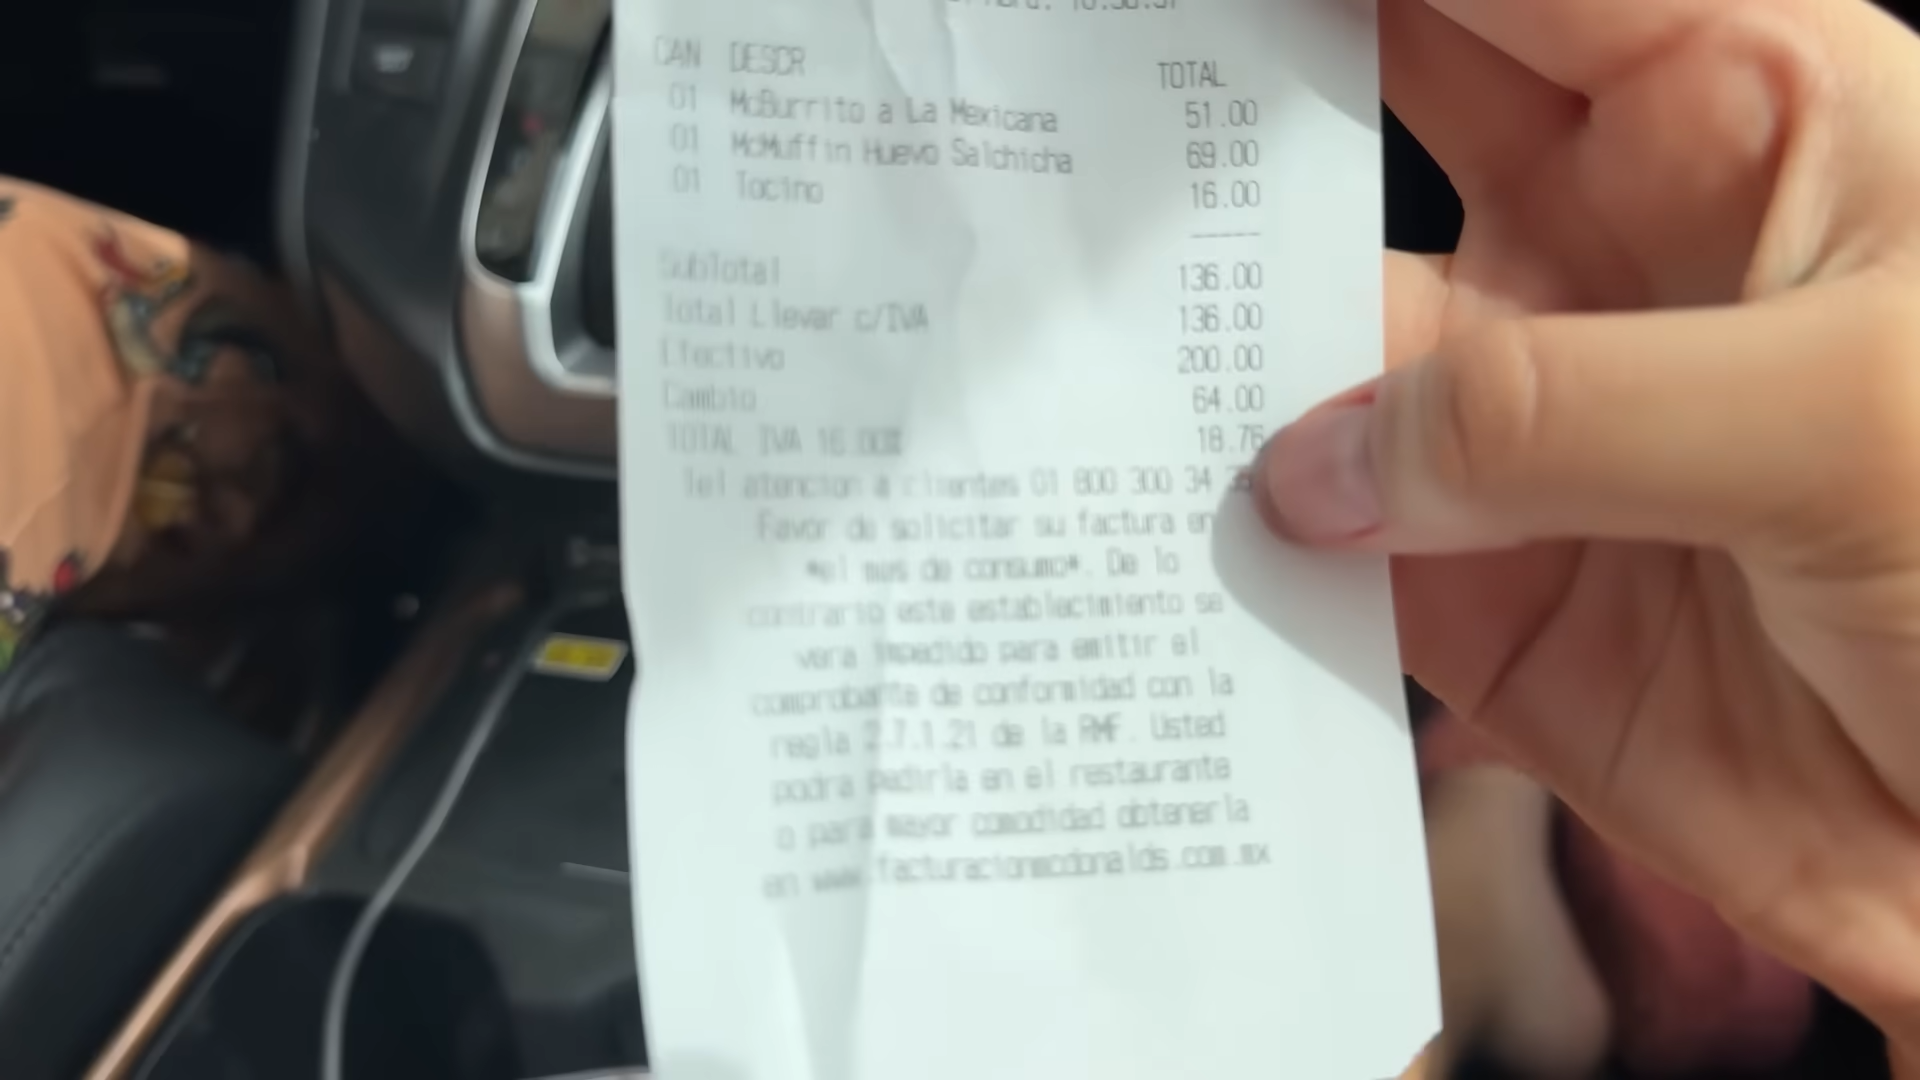 CAN DESCR TOTAL
01 McBurrito a La Mexicana 51.00
01 McMuffin Huevo Salchicha 69.00
01 Tocino 16.00
-----
SubTotal 136.00
Total Llevar c/IVA 136.00
Efectivo 200.00
Cambio 64.00
TOTAL IVA 16.00% 18.76
Tel atencion a clientes 01 800 300 34
Favor de solicitar su factura en
*el mes de consumo*. De lo
contrario este establecimiento se
vera impedido para emitir el
comprobante de conformidad con la
regla 2.7.1.21 de la RMF. Usted
podra pedirla en el restaurante
o para mayor comodidad obtenerla
en www.facturacionmcdonalds.com.mx